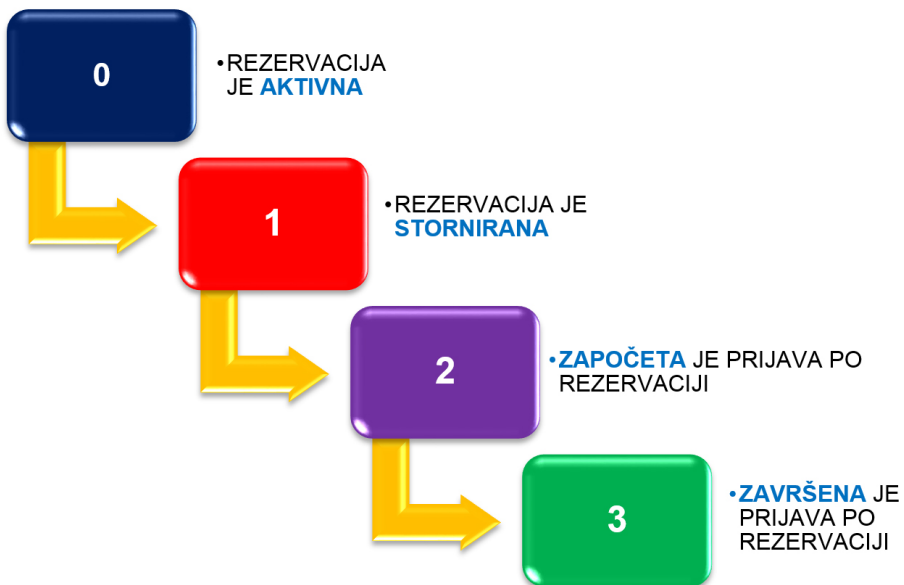 0
•REZERVACIJA
JE AKTIVNA
1
•REZERVACIJA JE
STORNIRANA
2
•ZAPOČETA JE PRIJAVA PO
REZERVACIJI
3
•ZAVRŠENA JE
PRIJAVA PO
REZERVACIJI